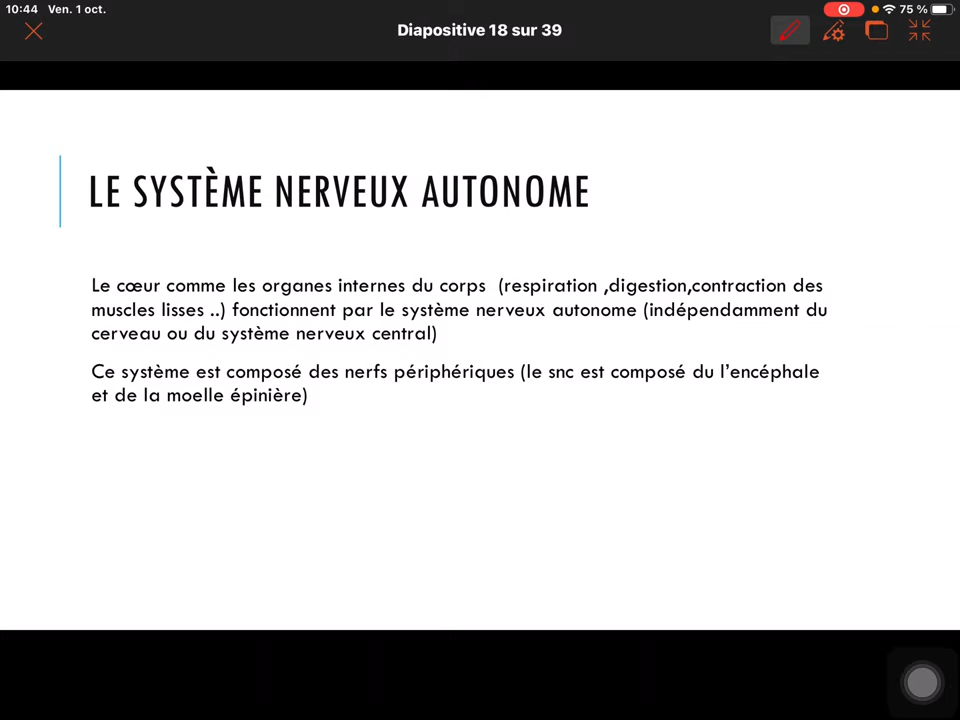 10:44 Ven. 1 oct.
75 %
Diapositive 18 sur 39
LE SYSTÈME NERVEUX AUTONOME
Le cœur comme les organes internes du corps (respiration ,digestion,contraction des
muscles lisses ..) fonctionnent par le système nerveux autonome (indépendamment du
cerveau ou du système nerveux central)
Ce système est composé des nerfs périphériques (le snc est composé du l’encéphale
et de la moelle épinière)